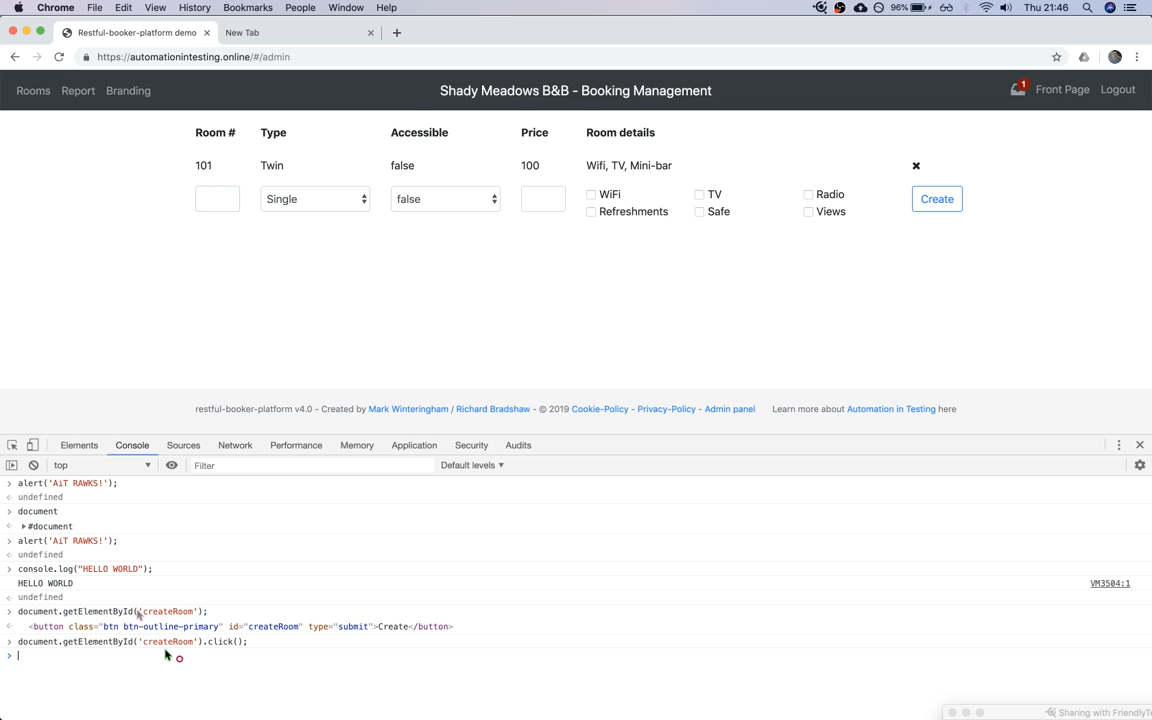 Chrome File Edit View History Bookmarks People Window Help 96% Thu 21:46
Restful-booker-platform demo New Tab
https://automationintesting.online/#/admin
Rooms Report Branding Shady Meadows B&B - Booking Management 1 Front Page Logout
Room # Type Accessible Price Room details
101 Twin false 100 Wifi, TV, Mini-bar
Single false WiFi TV Radio Create
Refreshments Safe Views
restful-booker-platform v4.0 - Created by Mark Winteringham / Richard Bradshaw - © 2019 Cookie-Policy - Privacy-Policy - Admin panel Learn more about Automation in Testing here
Elements Console Sources Network Performance Memory Application Security Audits
top Filter Default levels
alert('AiT RAWKS!');
undefined
document
#document
alert('AiT RAWKS!');
undefined
console.log("HELLO WORLD");
HELLO WORLD VM3504:1
undefined
document.getElementById('createRoom');
<button class="btn btn-outline-primary" id="createRoom" type="submit">Create</button>
document.getElementById('createRoom').click();
Sharing with